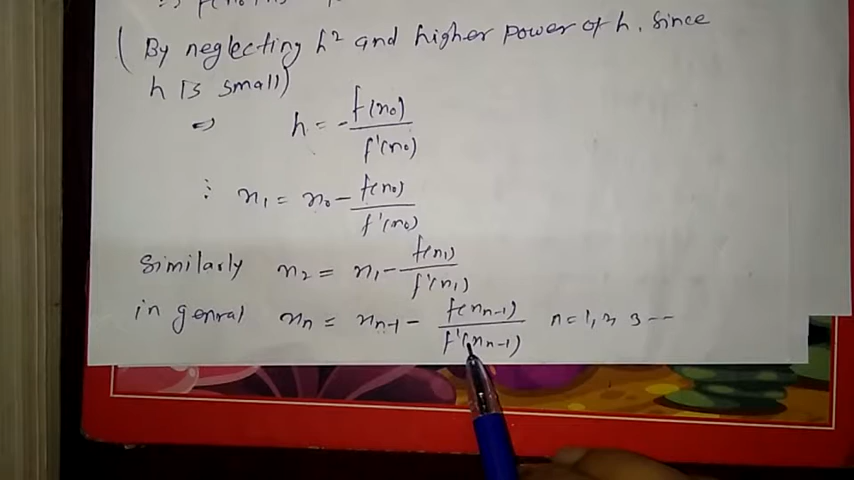 ( By neglecting h² and higher power of h, since
h is small)
⇒ h = - f(x₀) / f'(x₀)
∴ x₁ = x₀ - f(x₀) / f'(x₀)
Similarly x₂ = x₁ - f(x₁) / f'(x₁)
in genral xₙ = xₙ₋₁ - f(xₙ₋₁) / f'(xₙ₋₁) n = 1, 2, 3 --